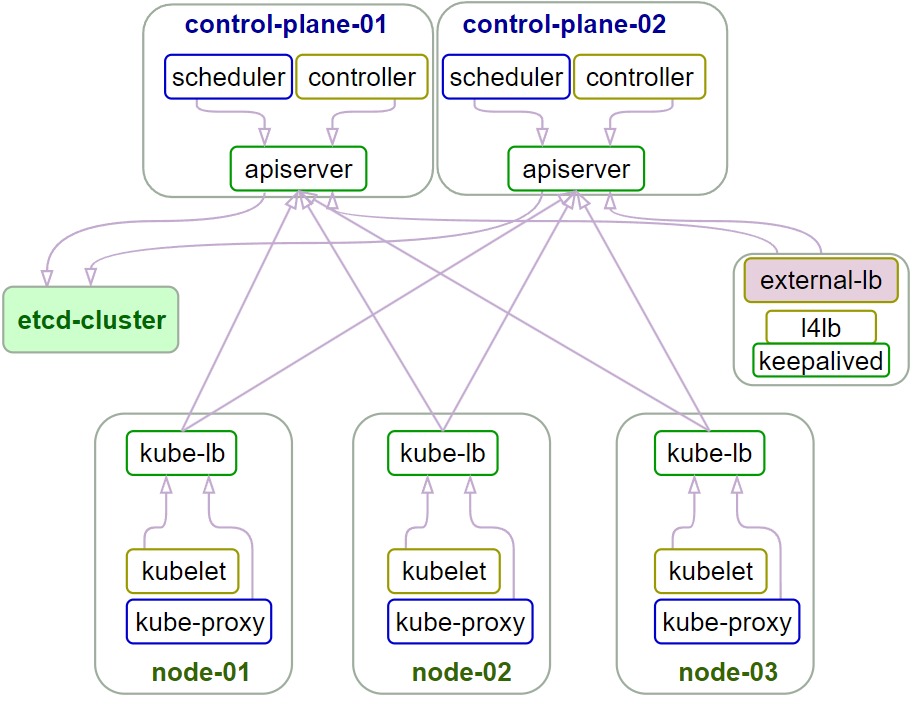 control-plane-01
scheduler
controller
apiserver
control-plane-02
scheduler
controller
apiserver
etcd-cluster
external-lb
l4lb
keepalived
kube-lb
kubelet
kube-proxy
node-01
kube-lb
kubelet
kube-proxy
node-02
kube-lb
kubelet
kube-proxy
node-03